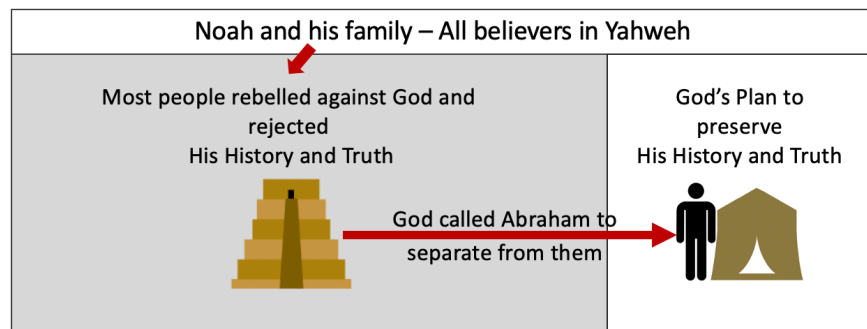 Noah and his family – All believers in Yahweh
Most people rebelled against God and
rejected
His History and Truth
God's Plan to
preserve
His History and Truth
God called Abraham to
separate from them